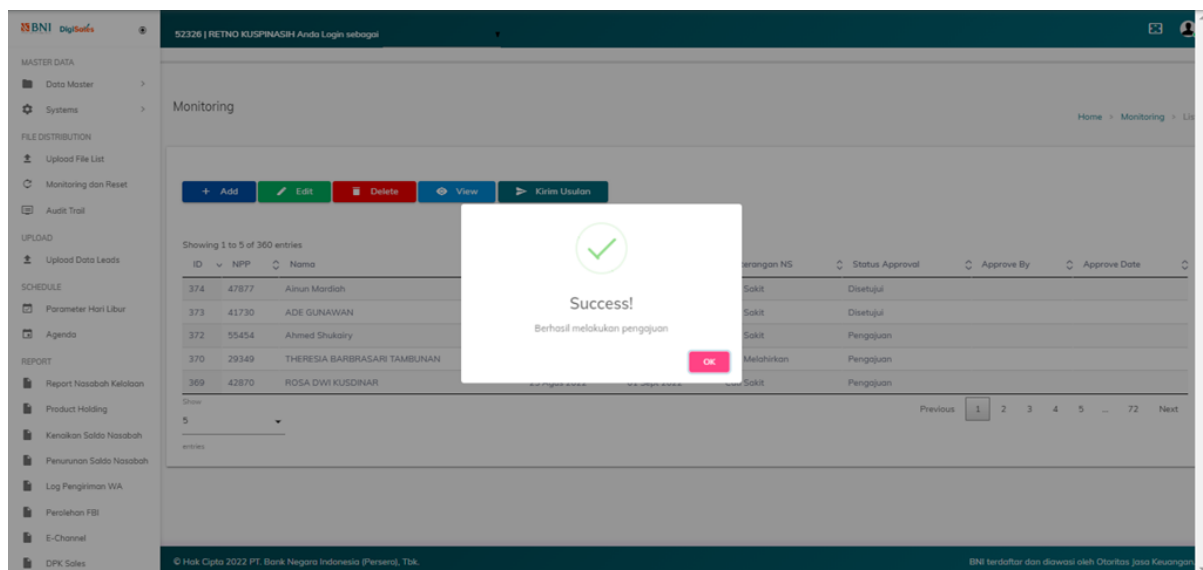 BNI DigiSales
52326 | RETNO KUSPINASIH Anda Login sebagai
MASTER DATA
Data Master
Systems
FILE DISTRIBUTION
Upload File List
Monitoring dan Reset
Audit Trail
UPLOAD
Upload Data Leads
SCHEDULE
Parameter Hari Libur
Agenda
REPORT
Report Nasabah Kelolaan
Product Holding
Kenaikan Saldo Nasabah
Penurunan Saldo Nasabah
Log Pengiriman WA
Perolehan FBI
E-Channel
DPK Sales
Monitoring
Home > Monitoring >
+ Add Edit Delete View Kirim Usulan
Showing 1 to 5 of 360 entries
ID NPP Nama NS Status Approval Approve By Approve Date
374 47877 Ainun Mardiah Sakit Disetujui
373 41730 ADE GUNAWAN Sakit Disetujui
372 55454 Ahmed Shukairy Sakit Pengajuan
370 29349 THERESIA BARBRASARI TAMBUNAN Melahirkan Pengajuan
369 42870 ROSA DWI KUSDINAR Sakit Pengajuan
Show
5
entries
Previous 1 2 3 4 5 ... 72 Next
Success!
Berhasil melakukan pengajuan
OK
© Hak Cipta 2022 PT. Bank Negara Indonesia (Persero), Tbk.
BNI terdaftar dan diawasi oleh Otoritas Jasa Keuangan